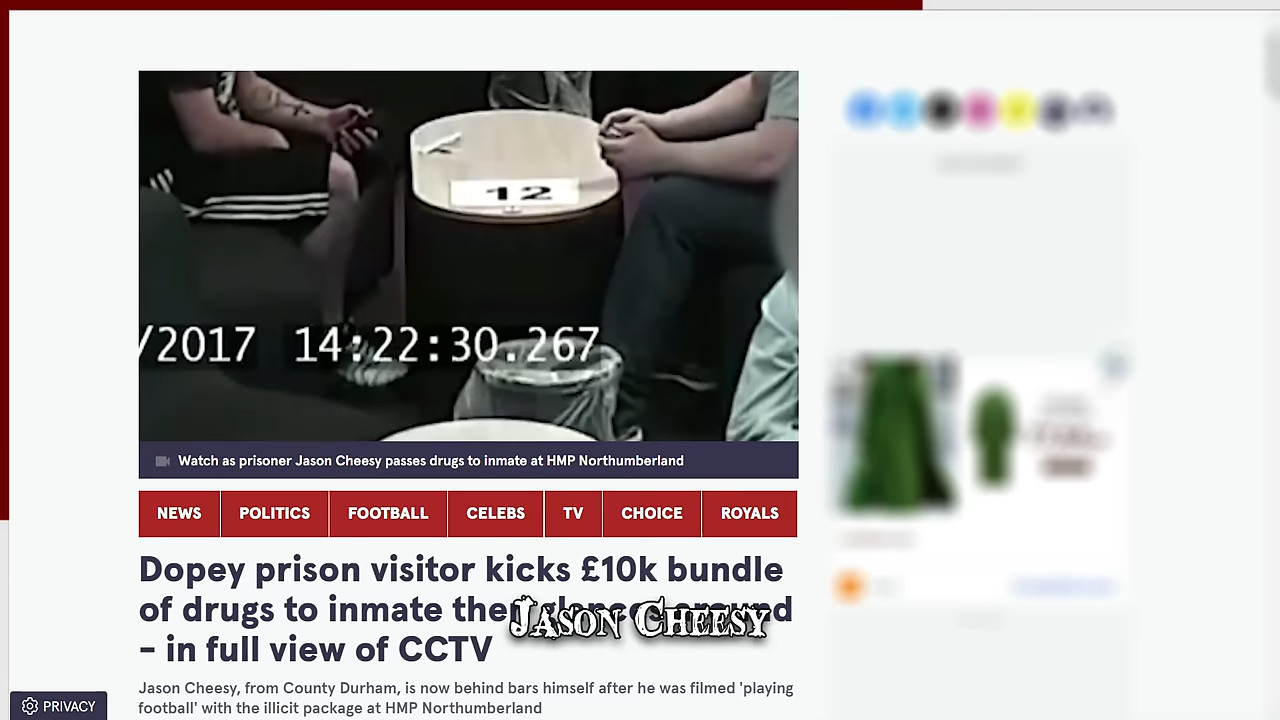 12
/2017 14:22:30.267
Watch as prisoner Jason Cheesy passes drugs to inmate at HMP Northumberland
NEWS POLITICS FOOTBALL CELEBS TV CHOICE ROYALS
Dopey prison visitor kicks £10k bundle
of drugs to inmate then glances around
– in full view of CCTV
JASON CHEESY
Jason Cheesy, from County Durham, is now behind bars himself after he was filmed 'playing
football' with the illicit package at HMP Northumberland
PRIVACY